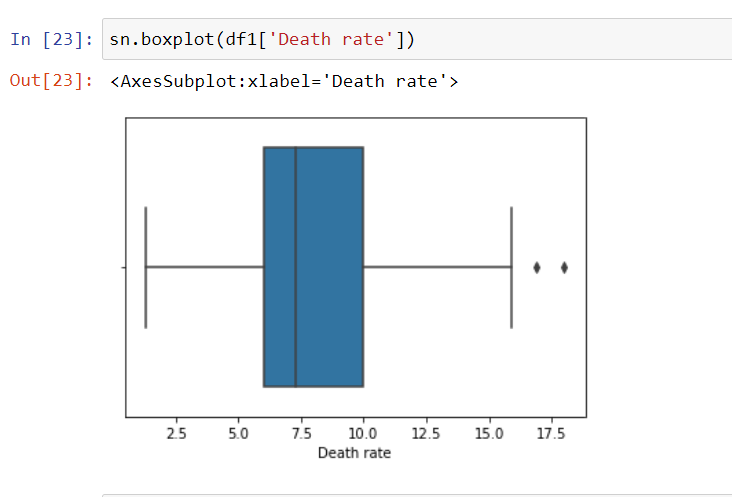 In [23]: sn.boxplot(df1['Death rate'])
Out[23]: <AxesSubplot:xlabel='Death rate'>
2.5 5.0 7.5 10.0 12.5 15.0 17.5
Death rate